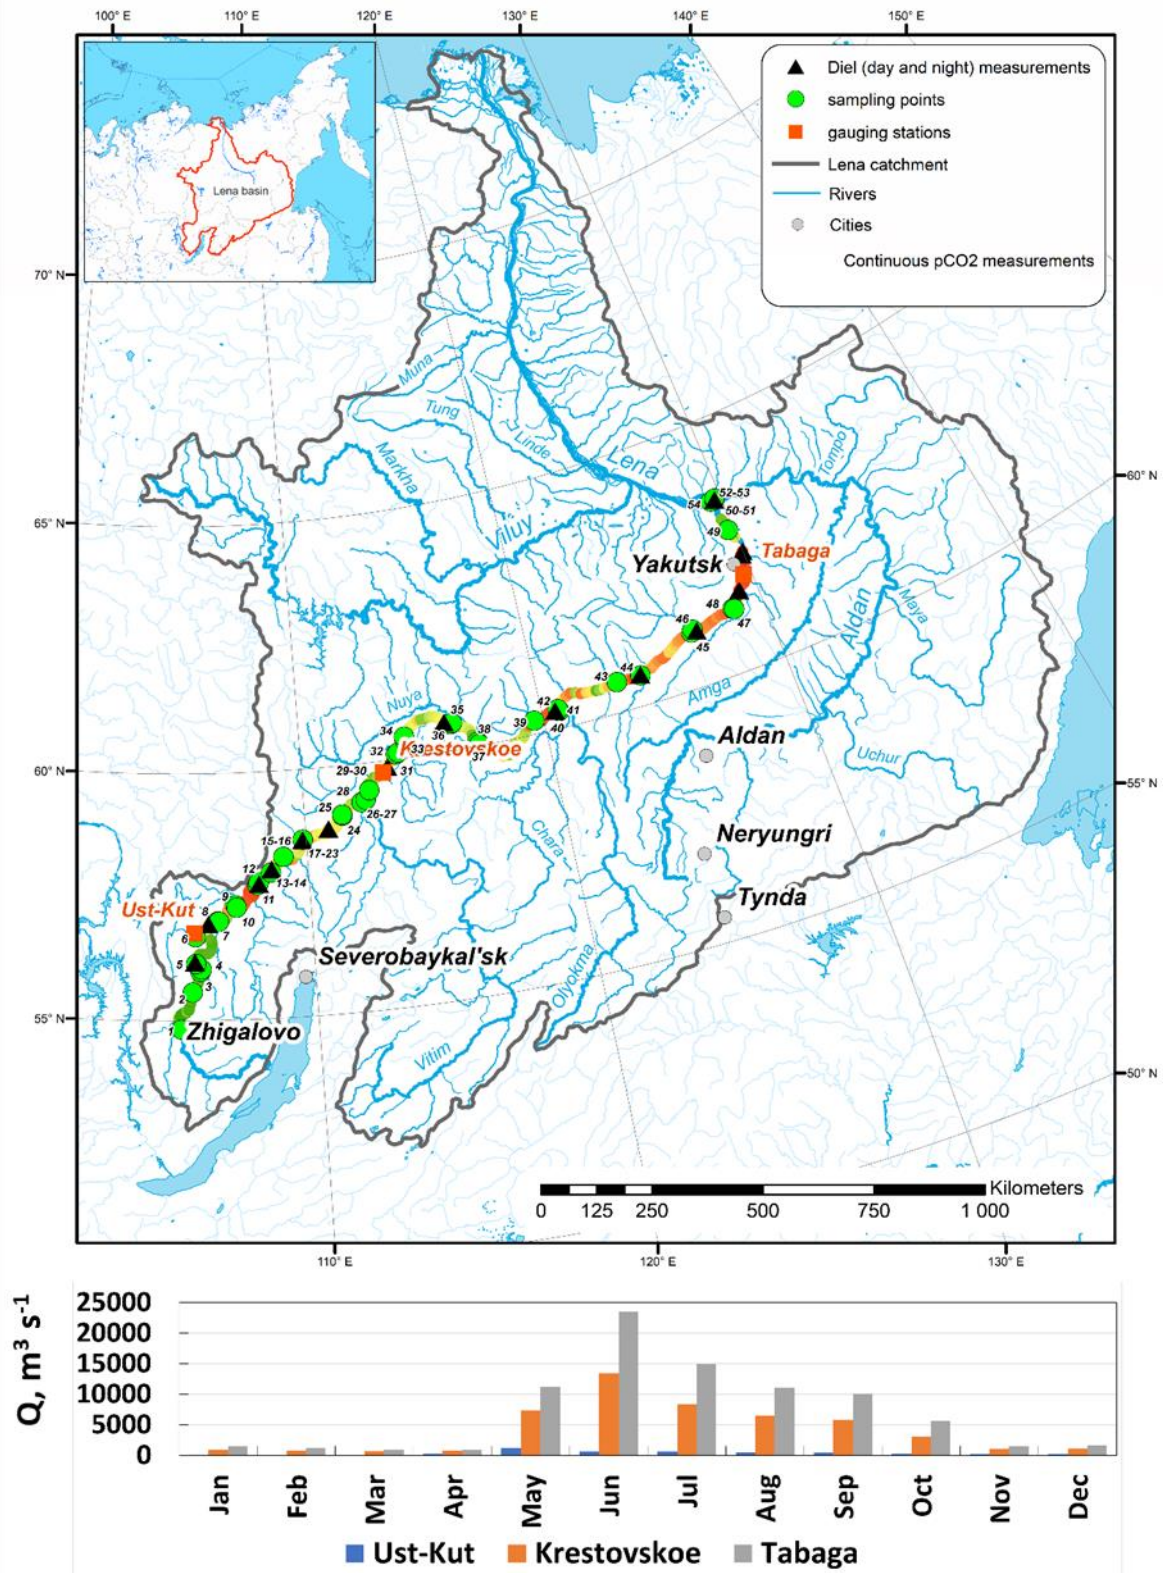 100° E 110° E 120° E 130° E 140° E 150° E
Diel (day and night) measurements
sampling points
gauging stations
Lena catchment
Rivers
Cities
Continuous pCO2 measurements
Lena basin
70° N
Muna
Tung
Linde
Lena
Tompo
Markha
60° N
52-53
54
50-51
65° N
Viluy
49
Tabaga
Yakutsk
Aldan
Maya
48
47
46
45
44
43
Amga
Nuya
42
41
35
39
40
34
36
38
Krestovskoe
33
32
37
Aldan
Uchur
29-30
31
60° N
55° N
28
25
26-27
24
Chara
Neryungri
15-16
17-23
12
13-14
11
9
Tynda
Ust-Kut
8
10
6
7
Severobaykal'sk
5
4
3
2
Olyokma
55° N
1
Zhigalovo
Vitim
50° N
Kilometers
0 125 250 500 750 1 000
110° E 120° E 130° E
Q, m³ s⁻¹
25000
20000
15000
10000
5000
0
Jan Feb Mar Apr May Jun Jul Aug Sep Oct Nov Dec
Ust-Kut Krestovskoe Tabaga